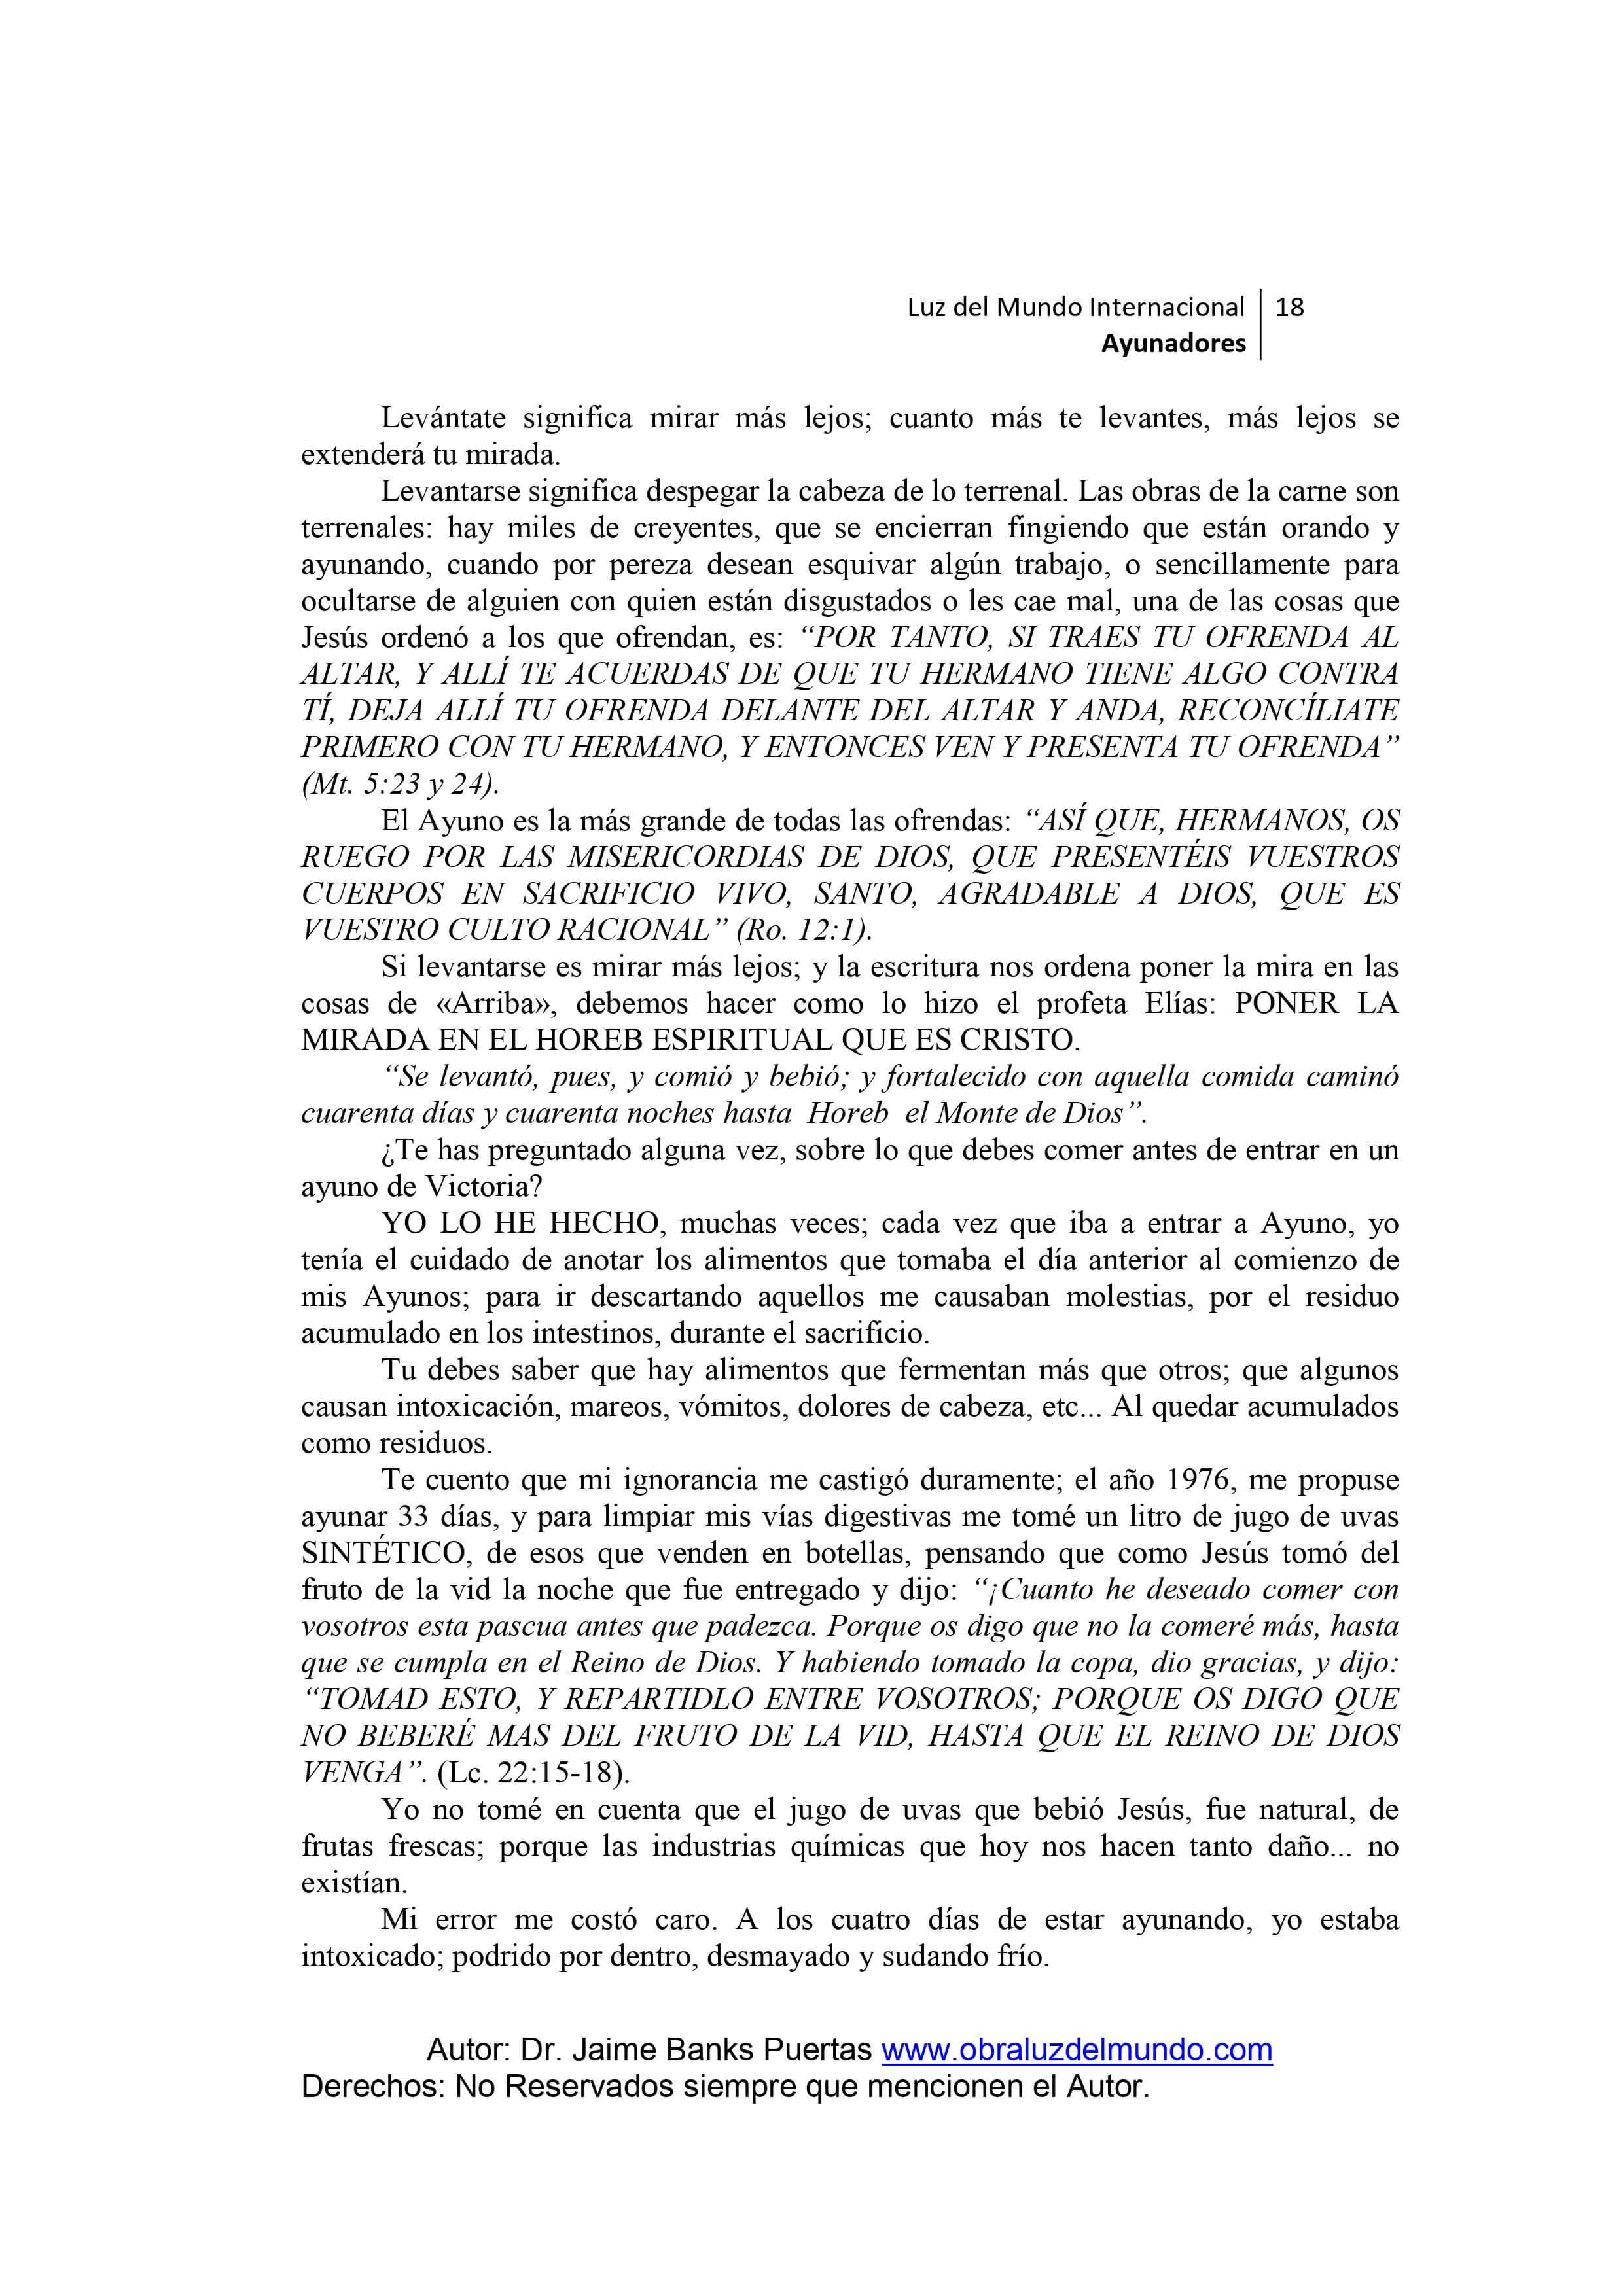 Luz del Mundo Internacional 18
Ayunadores
Levántate significa mirar más lejos; cuanto más te levantes, más lejos se
extenderá tu mirada.
Levantarse significa despegar la cabeza de lo terrenal. Las obras de la carne son
terrenales: hay miles de creyentes, que se encierran fingiendo que están orando y
ayunando, cuando por pereza desean esquivar algún trabajo, o sencillamente para
ocultarse de alguien con quien están disgustados o les cae mal, una de las cosas que
Jesús ordenó a los que ofrendan, es: “POR TANTO, SI TRAES TU OFRENDA AL
ALTAR, Y ALLÍ TE ACUERDAS DE QUE TU HERMANO TIENE ALGO CONTRA
TÍ, DEJA ALLÍ TU OFRENDA DELANTE DEL ALTAR Y ANDA, RECONCÍLIATE
PRIMERO CON TU HERMANO, Y ENTONCES VEN Y PRESENTA TU OFRENDA”
(Mt. 5:23 y 24).
El Ayuno es la más grande de todas las ofrendas: “ASÍ QUE, HERMANOS, OS
RUEGO POR LAS MISERICORDIAS DE DIOS, QUE PRESENTÉIS VUESTROS
CUERPOS EN SACRIFICIO VIVO, SANTO, AGRADABLE A DIOS, QUE ES
VUESTRO CULTO RACIONAL” (Ro. 12:1).
Si levantarse es mirar más lejos; y la escritura nos ordena poner la mira en las
cosas de «Arriba», debemos hacer como lo hizo el profeta Elías: PONER LA
MIRADA EN EL HOREB ESPIRITUAL QUE ES CRISTO.
“Se levantó, pues, y comió y bebió; y fortalecido con aquella comida caminó
cuarenta días y cuarenta noches hasta Horeb el Monte de Dios”.
¿Te has preguntado alguna vez, sobre lo que debes comer antes de entrar en un
ayuno de Victoria?
YO LO HE HECHO, muchas veces; cada vez que iba a entrar a Ayuno, yo
tenía el cuidado de anotar los alimentos que tomaba el día anterior al comienzo de
mis Ayunos; para ir descartando aquellos me causaban molestias, por el residuo
acumulado en los intestinos, durante el sacrificio.
Tu debes saber que hay alimentos que fermentan más que otros; que algunos
causan intoxicación, mareos, vómitos, dolores de cabeza, etc... Al quedar acumulados
como residuos.
Te cuento que mi ignorancia me castigó duramente; el año 1976, me propuse
ayunar 33 días, y para limpiar mis vías digestivas me tomé un litro de jugo de uvas
SINTÉTICO, de esos que venden en botellas, pensando que como Jesús tomó del
fruto de la vid la noche que fue entregado y dijo: “¡Cuanto he deseado comer con
vosotros esta pascua antes que padezca. Porque os digo que no la comeré más, hasta
que se cumpla en el Reino de Dios. Y habiendo tomado la copa, dio gracias, y dijo:
“TOMAD ESTO, Y REPARTIDLO ENTRE VOSOTROS; PORQUE OS DIGO QUE
NO BEBERÉ MAS DEL FRUTO DE LA VID, HASTA QUE EL REINO DE DIOS
VENGA”. (Lc. 22:15-18).
Yo no tomé en cuenta que el jugo de uvas que bebió Jesús, fue natural, de
frutas frescas; porque las industrias químicas que hoy nos hacen tanto daño... no
existían.
Mi error me costó caro. A los cuatro días de estar ayunando, yo estaba
intoxicado; podrido por dentro, desmayado y sudando frío.
Autor: Dr. Jaime Banks Puertas www.obraluzdelmundo.com
Derechos: No Reservados siempre que mencionen el Autor.